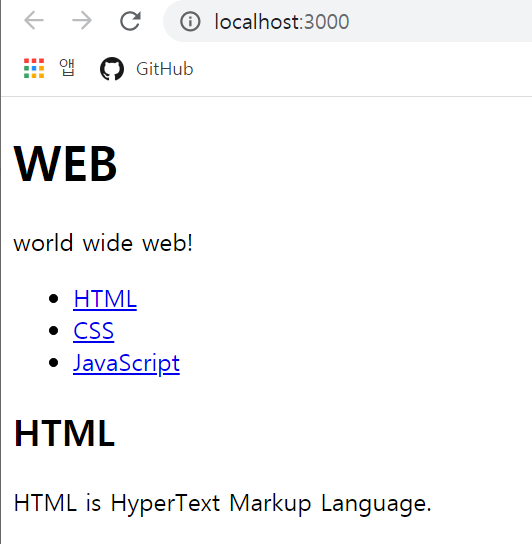 localhost:3000
앱 GitHub
WEB
world wide web!
HTML
CSS
JavaScript
HTML
HTML is HyperText Markup Language.